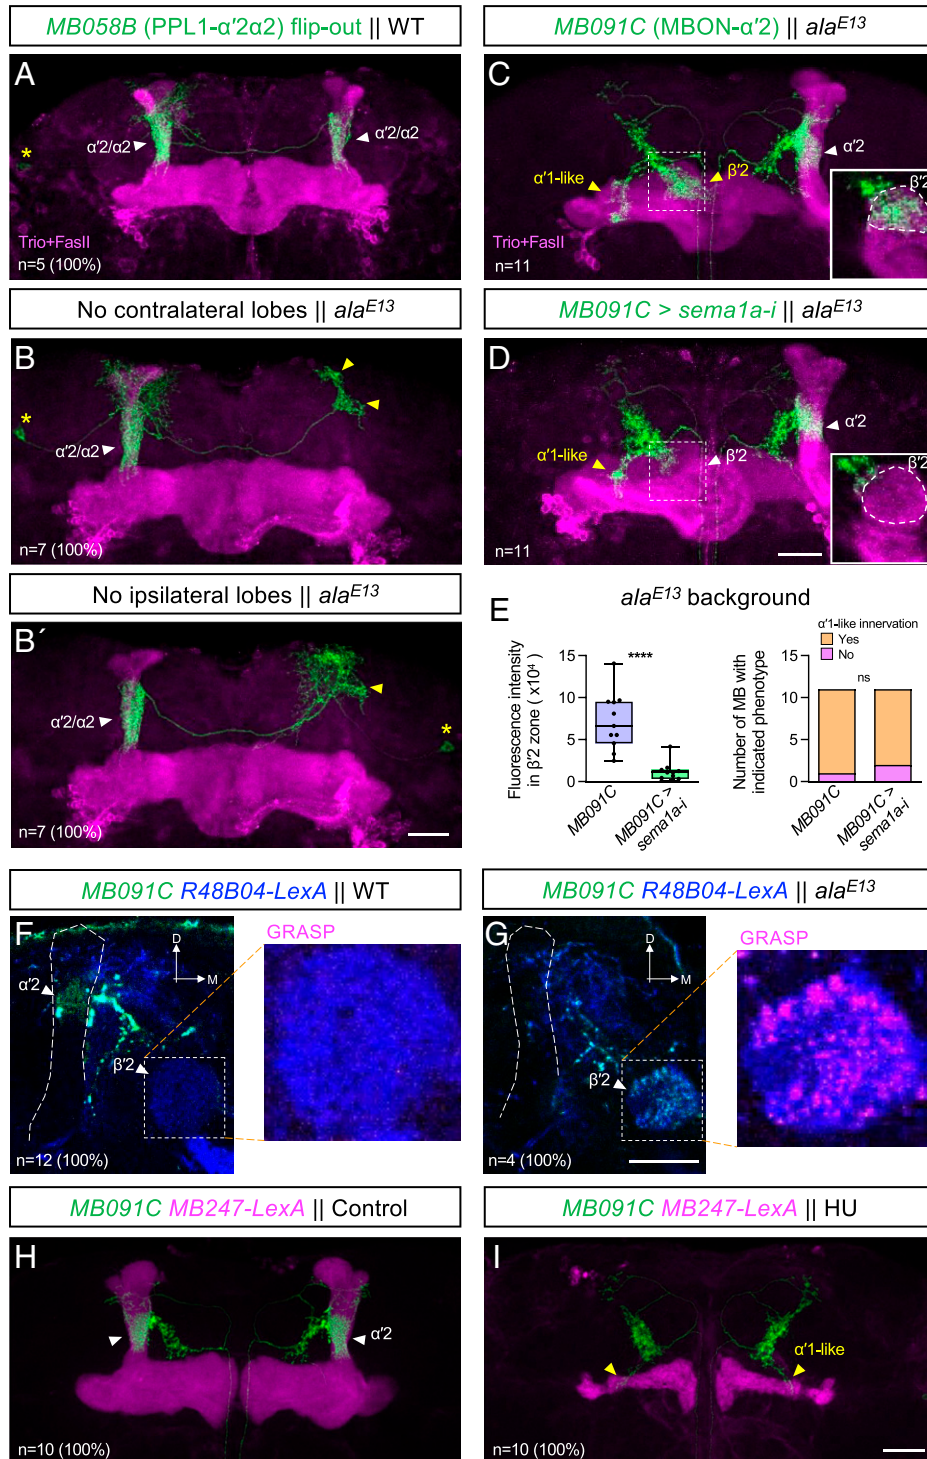 MB058B (PPL1-α′2α2) flip-out || WT
A
α′2/α2
α′2/α2
*
Trio+FasII
n=5 (100%)
No contralateral lobes || alaE13
B
*
α′2/α2
n=7 (100%)
No ipsilateral lobes || alaE13
B´
α′2/α2
*
n=7 (100%)
MB091C (MBON-α′2) || alaE13
C
α′2
α′1-like
β′2
β′2
Trio+FasII
n=11
MB091C > sema1a-i || alaE13
D
α′2
α′1-like
β′2
β′2
n=11
E
alaE13 background
Fluorescence intensity
in β′2 zone (x10⁴)
15
10
5
0
****
MB091C
MB091C >
sema1a-i
α′1-like innervation
Yes
No
Number of MB with
indicated phenotype
15
10
5
0
ns
MB091C
MB091C >
sema1a-i
MB091C R48B04-LexA || WT
F
D
M
α′2
β′2
n=12 (100%)
GRASP
MB091C R48B04-LexA || alaE13
G
D
M
β′2
n=4 (100%)
GRASP
MB091C MB247-LexA || Control
H
α′2
n=10 (100%)
MB091C MB247-LexA || HU
I
α′1-like
n=10 (100%)